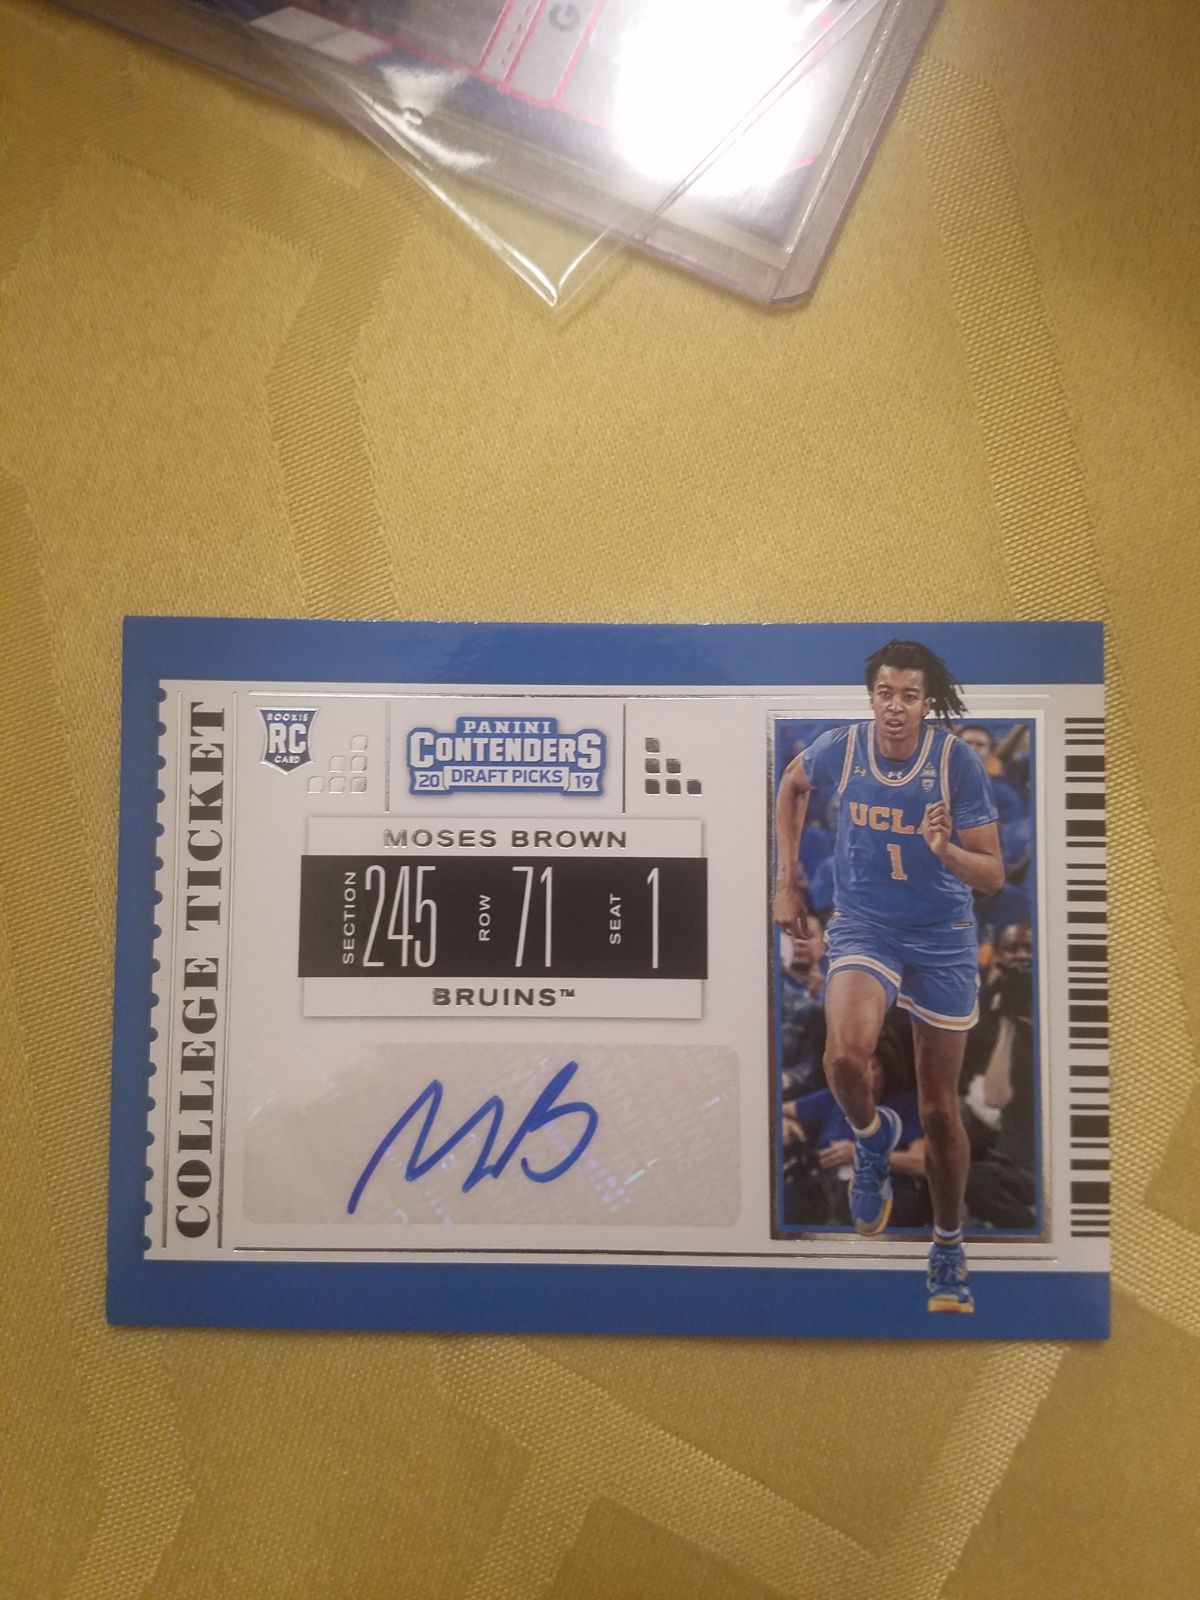 G
COLLEGE TICKET
ROOKIE
RC
CARD
PANINI
CONTENDERS
20 DRAFT PICKS 19
MOSES BROWN
SECTION 245 ROW 71 SEAT 1
BRUINS™
MB
UCLA
1